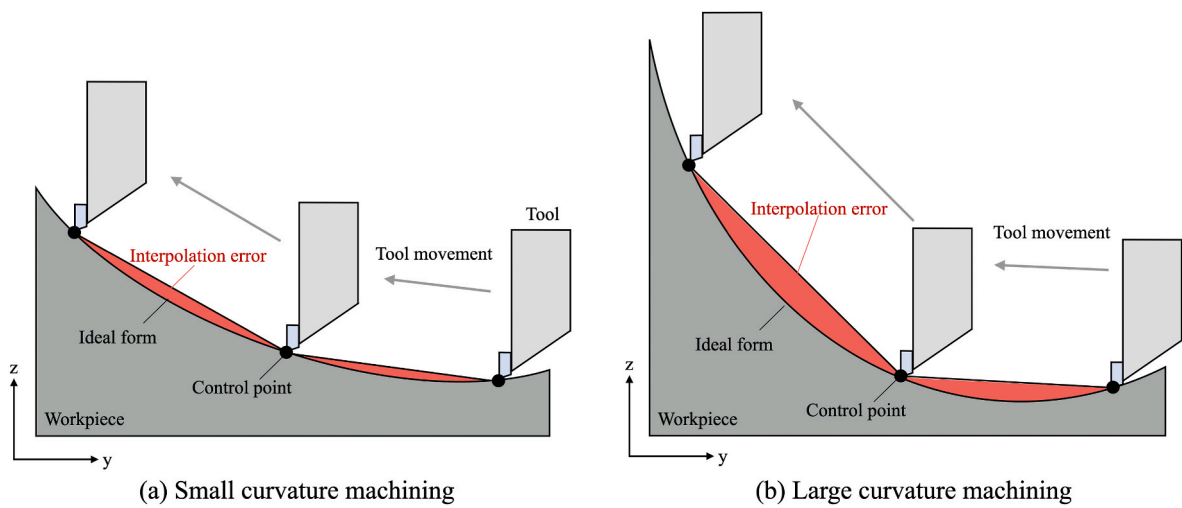 Tool
Interpolation error
Tool movement
Ideal form
z
Control point
Workpiece
y
(a) Small curvature machining
Interpolation error
Tool movement
Ideal form
z
Control point
Workpiece
y
(b) Large curvature machining